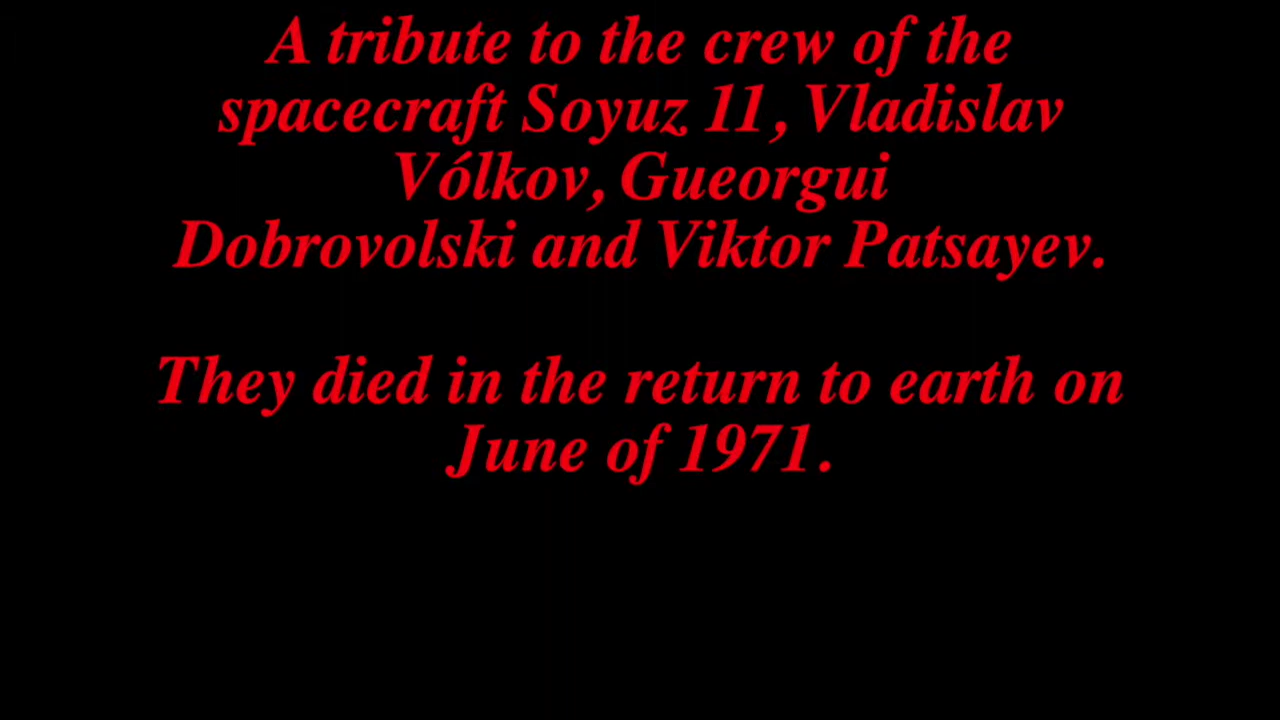 A tribute to the crew of the
spacecraft Soyuz 11, Vladislav
Vólkov, Gueorgui
Dobrovolski and Viktor Patsayev.
They died in the return to earth on
June of 1971.